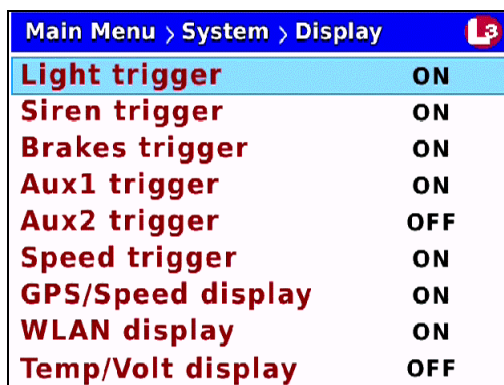 Main Menu > System > Display L3
Light trigger ON
Siren trigger ON
Brakes trigger ON
Aux1 trigger ON
Aux2 trigger OFF
Speed trigger ON
GPS/Speed display ON
WLAN display ON
Temp/Volt display OFF